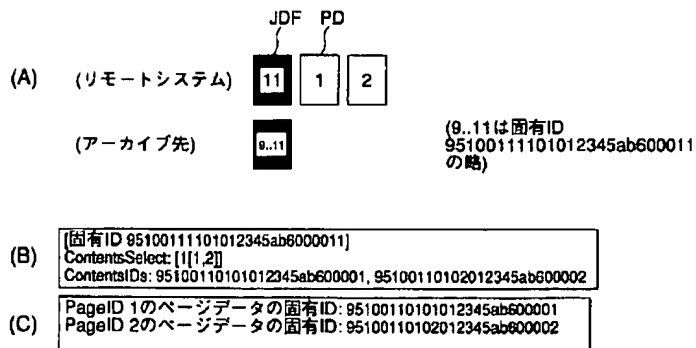 JDF PD
(A) (リモートシステム) 11 1 2
(アーカイブ先) 9..11 (9..11は固有ID
95100111101012345ab600011
の略)
(B) [固有ID 95100111101012345ab6000011]
ContentsSelect: [1[1,2]]
ContentsIDs: 95100110101012345ab600001, 95100110102012345ab600002
(C) PageID 1のページデータの固有ID: 95100110101012345ab600001
PageID 2のページデータの固有ID: 95100110102012345ab600002